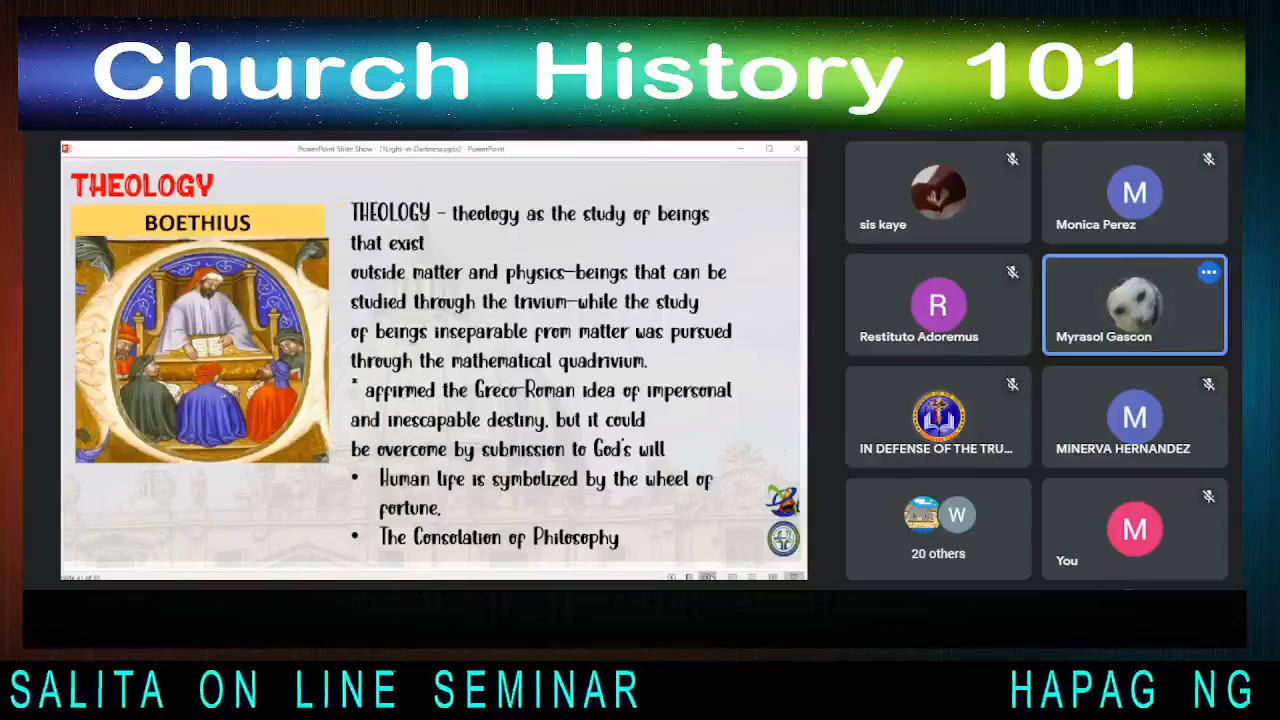 Church History 101
PowerPoint Slide Show - [1Light-in-Darkness.pptx] - PowerPoint
THEOLOGY
BOETHIUS
THEOLOGY – theology as the study of beings
that exist
outside matter and physics—beings that can be
studied through the trivium—while the study
of beings inseparable from matter was pursued
through the mathematical quadrivium.
* affirmed the Greco-Roman idea of impersonal
and inescapable destiny, but it could
be overcome by submission to God's will
• Human life is symbolized by the wheel of
fortune.
• The Consolation of Philosophy
sis kaye
M
Monica Perez
R
Restituto Adoremus
Myrasol Gascon
IN DEFENSE OF THE TRU...
M
MINERVA HERNANDEZ
W
20 others
M
You
SALITA ON LINE SEMINAR
HAPAG NG